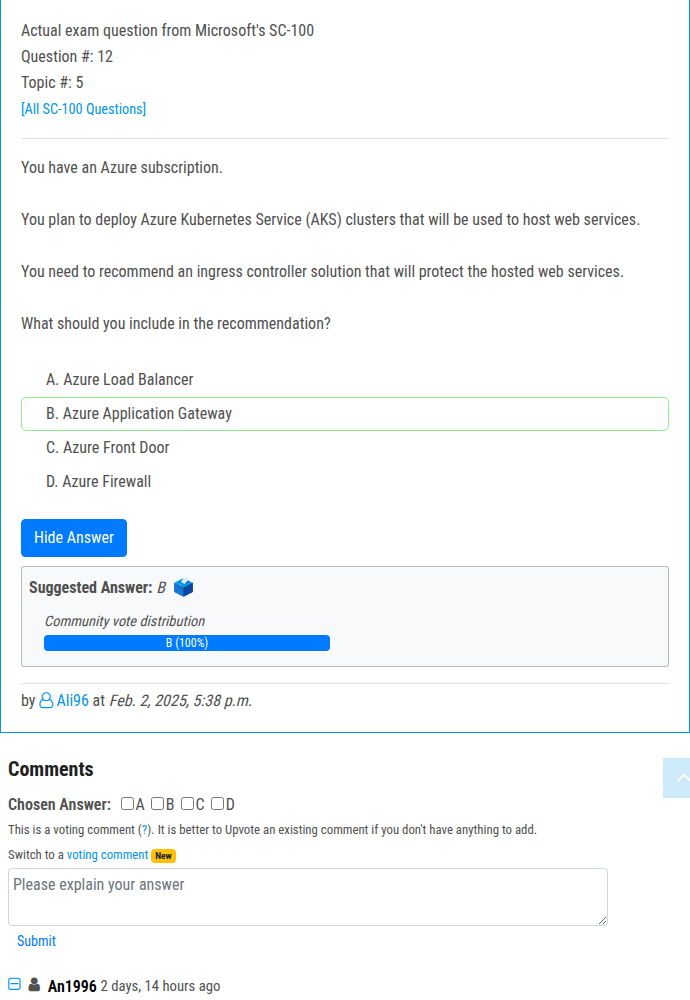 Actual exam question from Microsoft's SC-100
Question #: 12
Topic #: 5
[All SC-100 Questions]
You have an Azure subscription.
You plan to deploy Azure Kubernetes Service (AKS) clusters that will be used to host web services.
You need to recommend an ingress controller solution that will protect the hosted web services.
What should you include in the recommendation?
A. Azure Load Balancer
B. Azure Application Gateway
C. Azure Front Door
D. Azure Firewall
Hide Answer
Suggested Answer: B
Community vote distribution
B (100%)
by Ali96 at Feb. 2, 2025, 5:38 p.m.
Comments
Chosen Answer: A B C D
This is a voting comment (?). It is better to Upvote an existing comment if you don't have anything to add.
Switch to a voting comment New
Please explain your answer
Submit
An1996 2 days, 14 hours ago